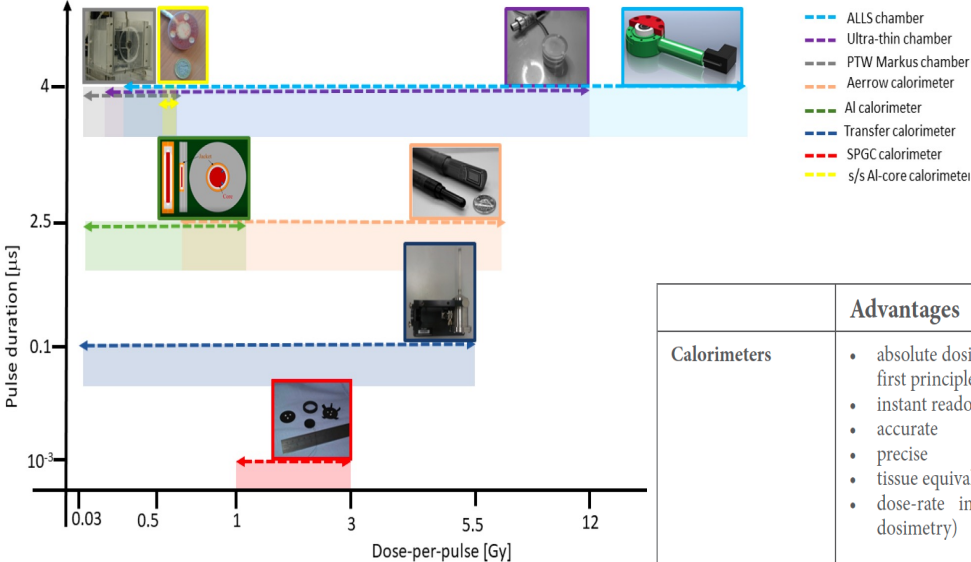 ALLS chamber
Ultra-thin chamber
PTW Markus chamber
Aerrow calorimeter
Al calorimeter
Transfer calorimeter
SPGC calorimeter
s/s Al-core calorimeter
Pulse duration [µs]
4
2.5
0.1
10⁻³
Jacket
Core
0.03 0.5 1 3 5.5 12
Dose-per-pulse [Gy]
Advantages
Calorimeters
• absolute dosi
first principle
• instant reado
• accurate
• precise
• tissue equiva
• dose-rate in
dosimetry)